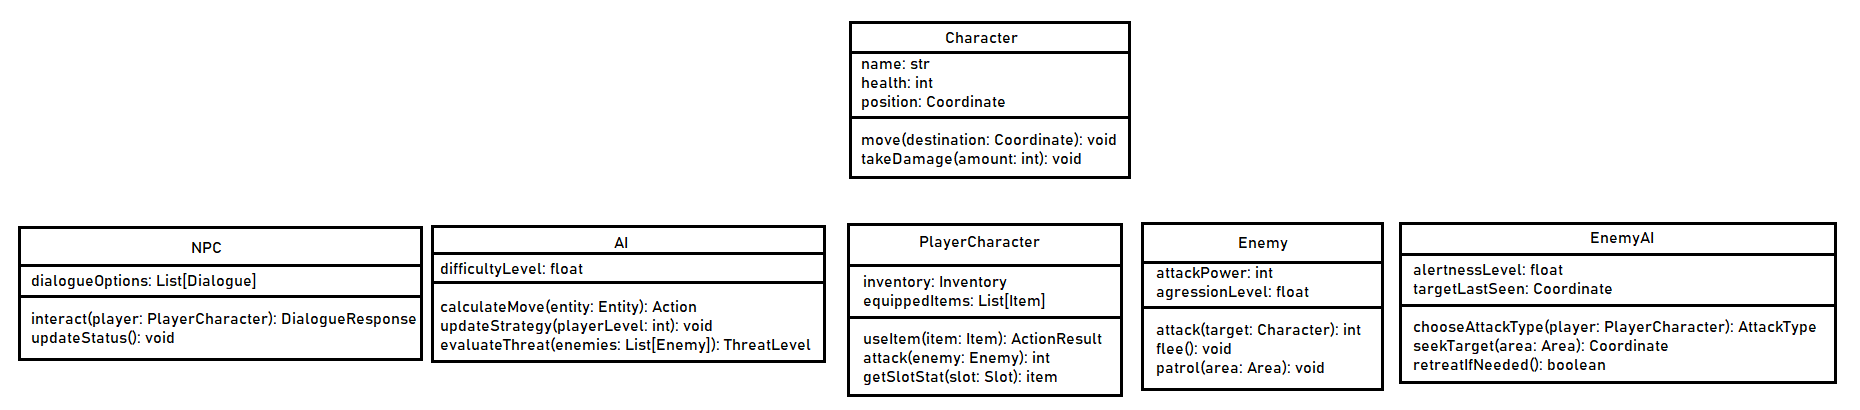 Character
name: str
health: int
position: Coordinate
move(destination: Coordinate): void
takeDamage(amount: int): void
NPC
dialogueOptions: List[Dialogue]
interact(player: PlayerCharacter): DialogueResponse
updateStatus(): void
AI
difficultyLevel: float
calculateMove(entity: Entity): Action
updateStrategy(playerLevel: int): void
evaluateThreat(enemies: List[Enemy]): ThreatLevel
PlayerCharacter
inventory: Inventory
equippedItems: List[Item]
useItem(item: Item): ActionResult
attack(enemy: Enemy): int
getSlotStat(slot: Slot): item
Enemy
attackPower: int
agressionLevel: float
attack(target: Character): int
flee(): void
patrol(area: Area): void
EnemyAI
alertnessLevel: float
targetLastSeen: Coordinate
chooseAttackType(player: PlayerCharacter): AttackType
seekTarget(area: Area): Coordinate
retreatIfNeeded(): boolean